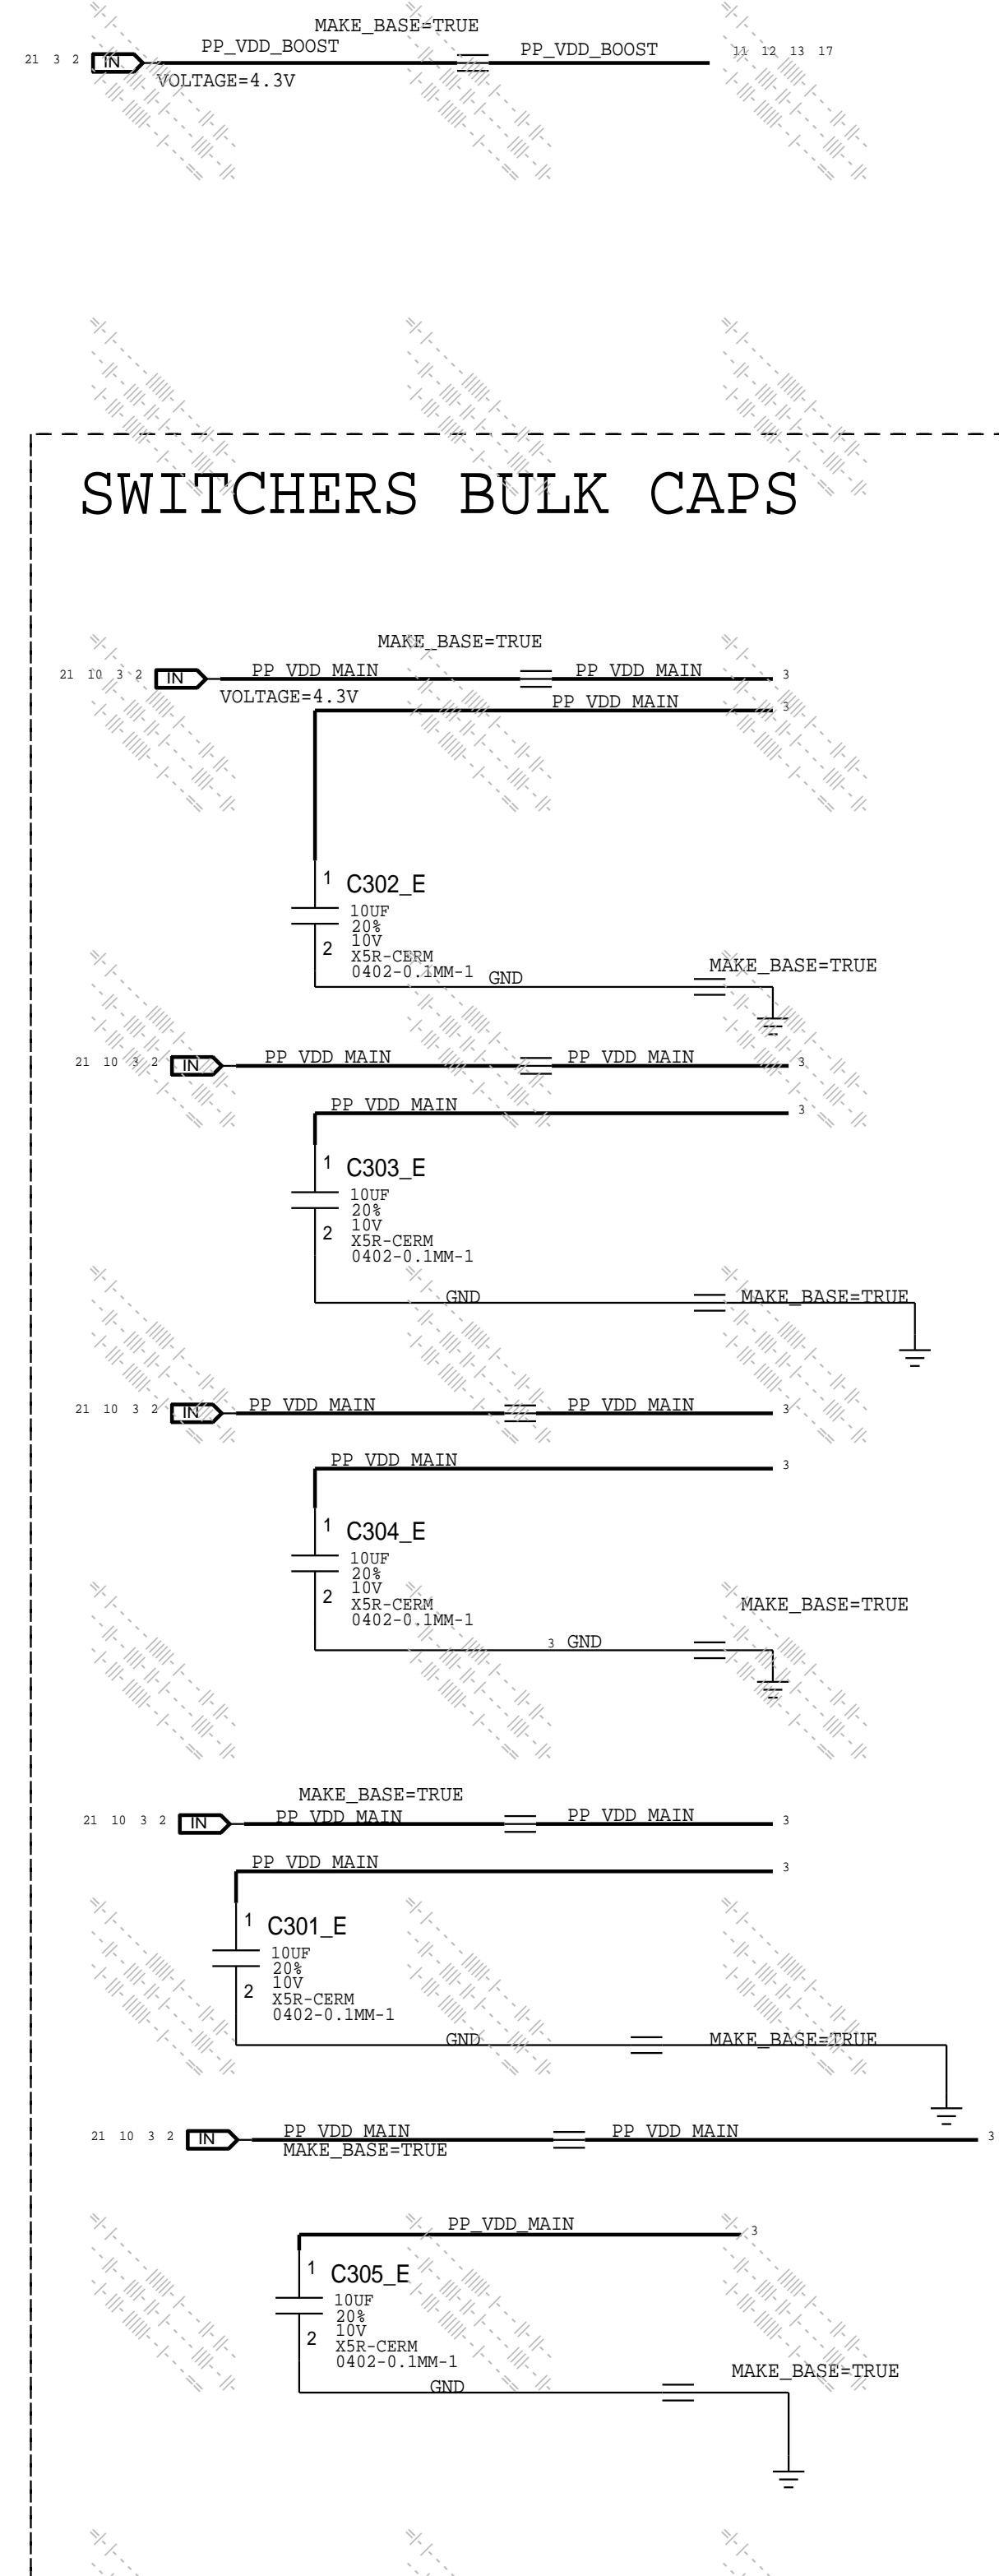 MAKE_BASE=TRUE
PP_VDD_BOOST PP_VDD_BOOST
21 3 2 IN 11 12 13 17
VOLTAGE=4.3V
SWITCHERS BULK CAPS
MAKE_BASE=TRUE
21 10 3 2 IN PP_VDD_MAIN PP_VDD_MAIN 3
VOLTAGE=4.3V PP_VDD_MAIN 3
1 C302_E
10UF
20%
2 10V
X5R-CERM
0402-0.1MM-1
GND MAKE_BASE=TRUE
21 10 3 2 IN PP_VDD_MAIN PP_VDD_MAIN 3
PP_VDD_MAIN 3
1 C303_E
10UF
20%
2 10V
X5R-CERM
0402-0.1MM-1
GND MAKE_BASE=TRUE
21 10 3 2 IN PP_VDD_MAIN PP_VDD_MAIN 3
PP_VDD_MAIN 3
1 C304_E
10UF
20%
2 10V
X5R-CERM
0402-0.1MM-1
MAKE_BASE=TRUE
3 GND
MAKE_BASE=TRUE
21 10 3 2 IN PP_VDD_MAIN PP_VDD_MAIN 3
PP_VDD_MAIN 3
1 C301_E
10UF
20%
2 10V
X5R-CERM
0402-0.1MM-1
GND MAKE_BASE=TRUE
21 10 3 2 IN PP_VDD_MAIN PP_VDD_MAIN 3
MAKE_BASE=TRUE
PP_VDD_MAIN 3
1 C305_E
10UF
20%
2 10V
X5R-CERM
0402-0.1MM-1
MAKE_BASE=TRUE
GND